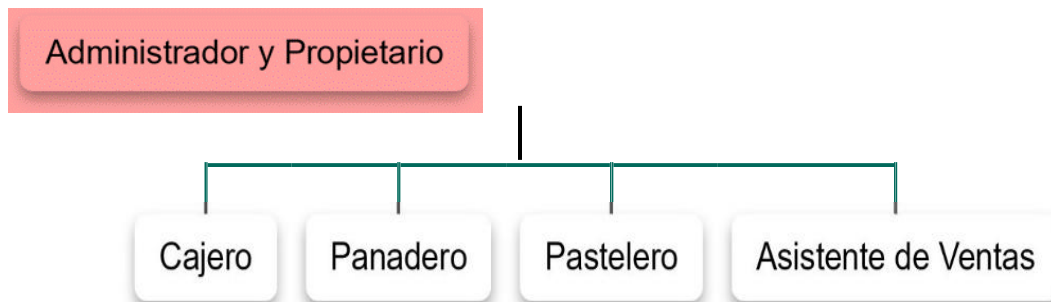 Administrador y Propietario
Cajero
Panadero
Pastelero
Asistente de Ventas